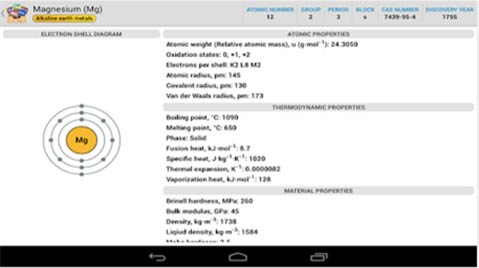 Magnesium (Mg)
Alkaline earth metals
ATOMIC NUMBER
12
GROUP
2
PERIOD
3
BLOCK
s
CAS NUMBER
7439-95-4
DISCOVERY YEAR
1755
ELECTRON SHELL DIAGRAM
Mg
ATOMIC PROPERTIES
Atomic weight (Relative atomic mass), u (g·mol⁻¹): 24.3050
Oxidation states: 0, +1, +2
Electrons per shell: K2 L8 M2
Atomic radius, pm: 145
Covalent radius, pm: 130
Van der Waals radius, pm: 173
THERMODYNAMIC PROPERTIES
Boiling point, °C: 1090
Melting point, °C: 650
Phase: Solid
Fusion heat, kJ·mol⁻¹: 8.7
Specific heat, J·kg⁻¹·K⁻¹: 1020
Thermal expansion, K⁻¹: 0.0000082
Vaporization heat, kJ·mol⁻¹: 128
MATERIAL PROPERTIES
Brinell hardness, MPa: 260
Bulk modulus, GPa: 45
Density, kg·m⁻³: 1738
Liqiud density, kg·m⁻³: 1584